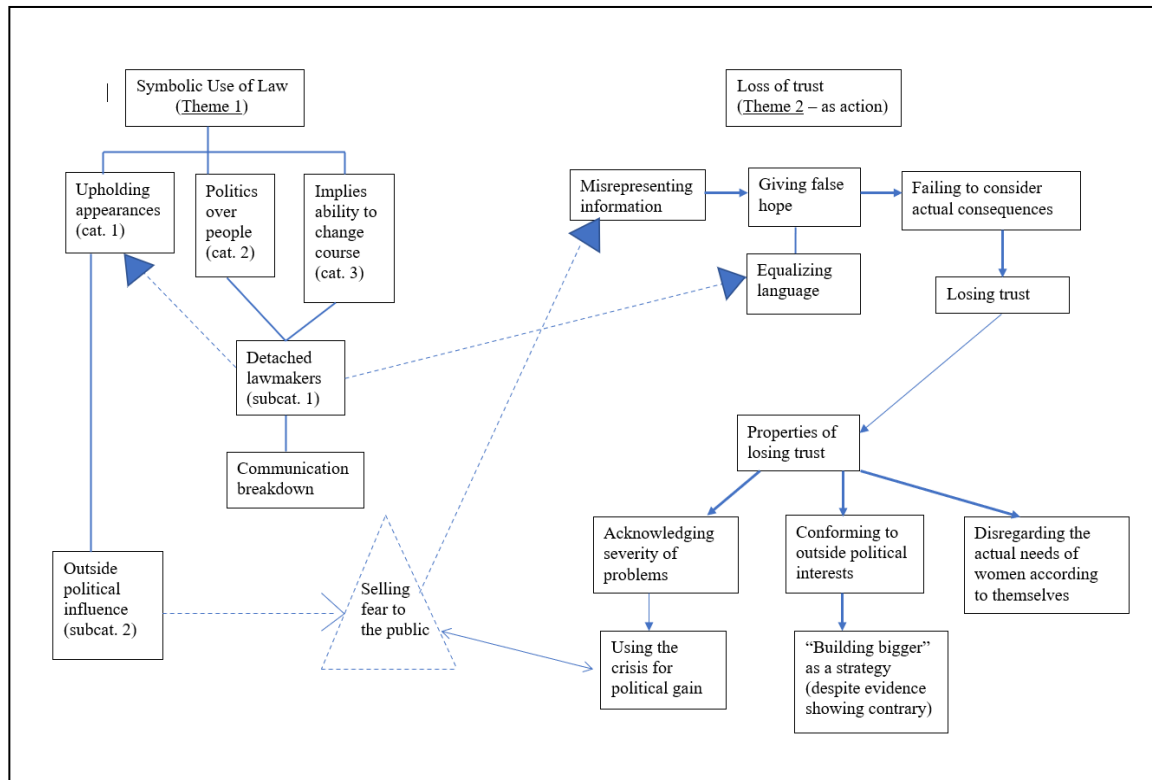 Symbolic Use of Law
(Theme 1)
Loss of trust
(Theme 2 – as action)
Upholding
appearances
(cat. 1)
Politics
over
people
(cat. 2)
Implies
ability to
change
course
(cat. 3)
Misrepresenting
information
Giving false
hope
Failing to consider
actual consequences
Equalizing
language
Losing trust
Detached
lawmakers
(subcat. 1)
Communication
breakdown
Properties of
losing trust
Outside
political
influence
(subcat. 2)
Selling
fear to
the public
Acknowledging
severity of
problems
Conforming to
outside political
interests
Disregarding the
actual needs of
women according
to themselves
Using the
crisis for
political gain
“Building bigger”
as a strategy
(despite evidence
showing contrary)